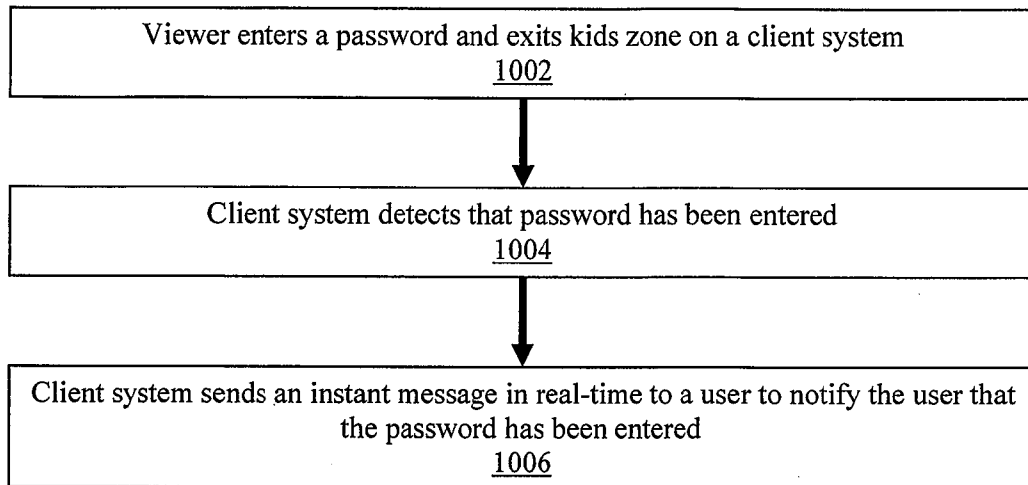 Viewer enters a password and exits kids zone on a client system
1002
Client system detects that password has been entered
1004
Client system sends an instant message in real-time to a user to notify the user that
the password has been entered
1006